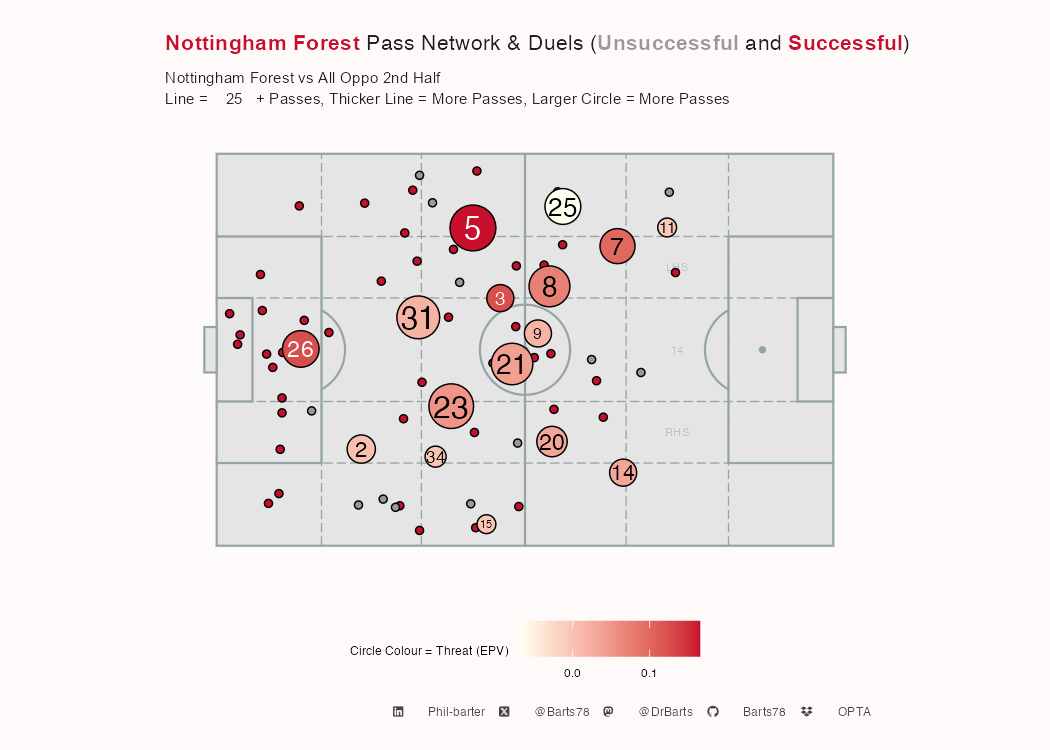 Nottingham Forest Pass Network & Duels (Unsuccessful and Successful)
Nottingham Forest vs All Oppo 2nd Half
Line = 25 + Passes, Thicker Line = More Passes, Larger Circle = More Passes
25
5
11
7
LHS
8
3
31
9
26
14
21
23
RHS
20
2
34
14
15
Circle Colour = Threat (EPV)
0.0 0.1
Phil-barter @Barts78 @DrBarts Barts78 OPTA